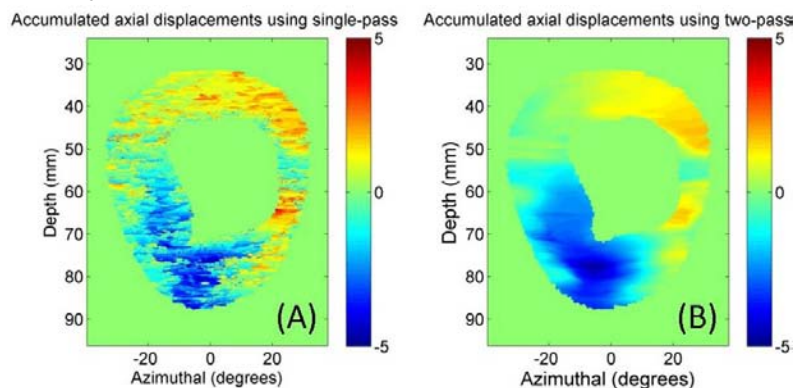 Accumulated axial displacements using single-pass
5
30
40
50
60
70
80
90
Depth (mm)
0
-5
-20 0 20
Azimuthal (degrees)
(A)
Accumulated axial displacements using two-pass
5
30
40
50
60
70
80
90
Depth (mm)
0
-5
-20 0 20
Azimuthal (degrees)
(B)